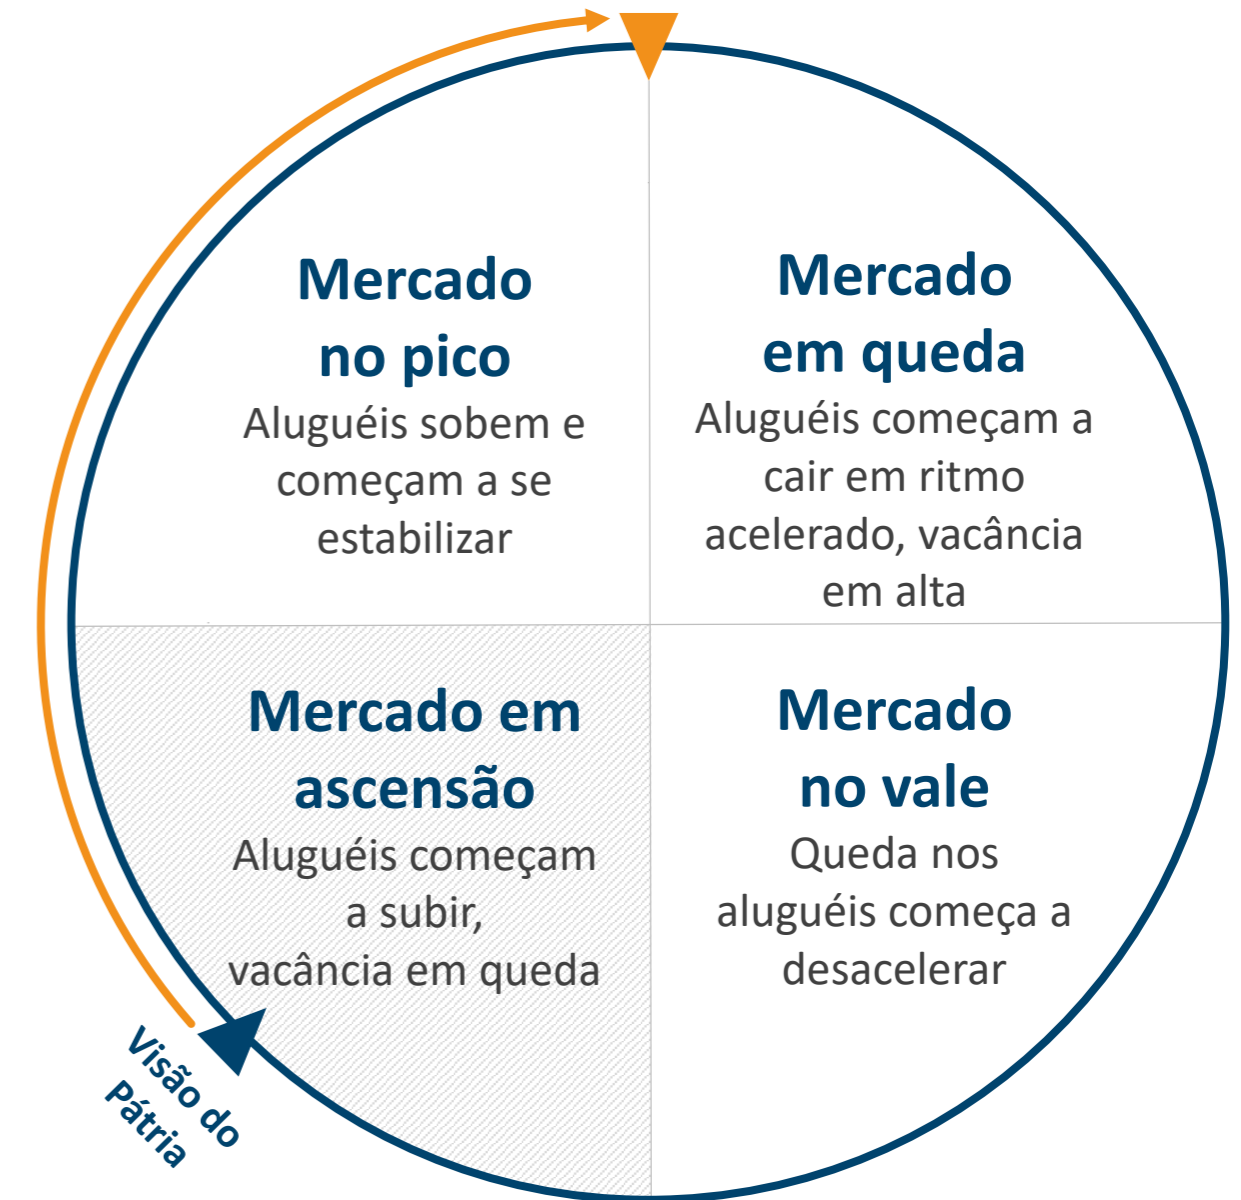 Mercado
no pico
Aluguéis sobem e
começam a se
estabilizar
Mercado
em queda
Aluguéis começam a
cair em ritmo
acelerado, vacância
em alta
Mercado em
ascensão
Aluguéis começam
a subir,
vacância em queda
Mercado
no vale
Queda nos
aluguéis começa a
desacelerar
Visão do
Pátria